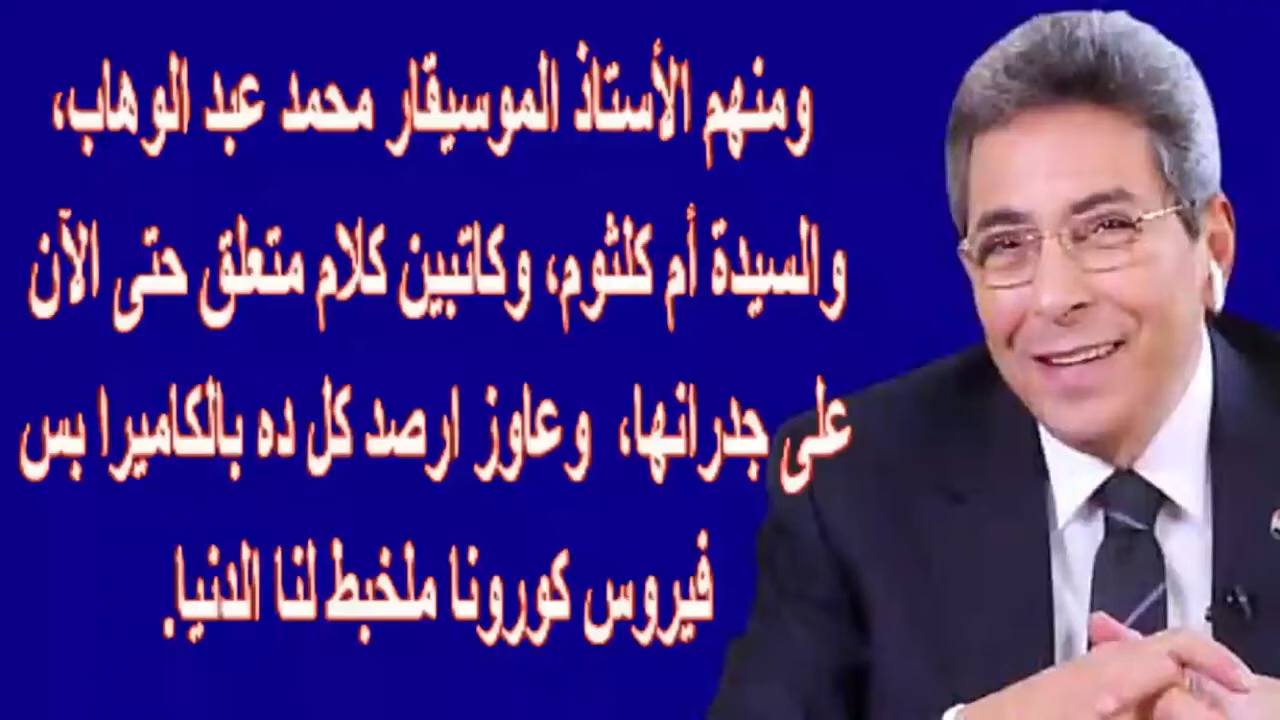 ومنهم الأستاذ الموسيقار محمد عبد الوهاب،
والسيدة أم كلثوم، وكاتبين كلام متعلق حتى الآن
على جدرانها، وعاوز ارصد كل ده بالكاميرا بس
فيروس كورونا ملخبط لنا الدنيا.